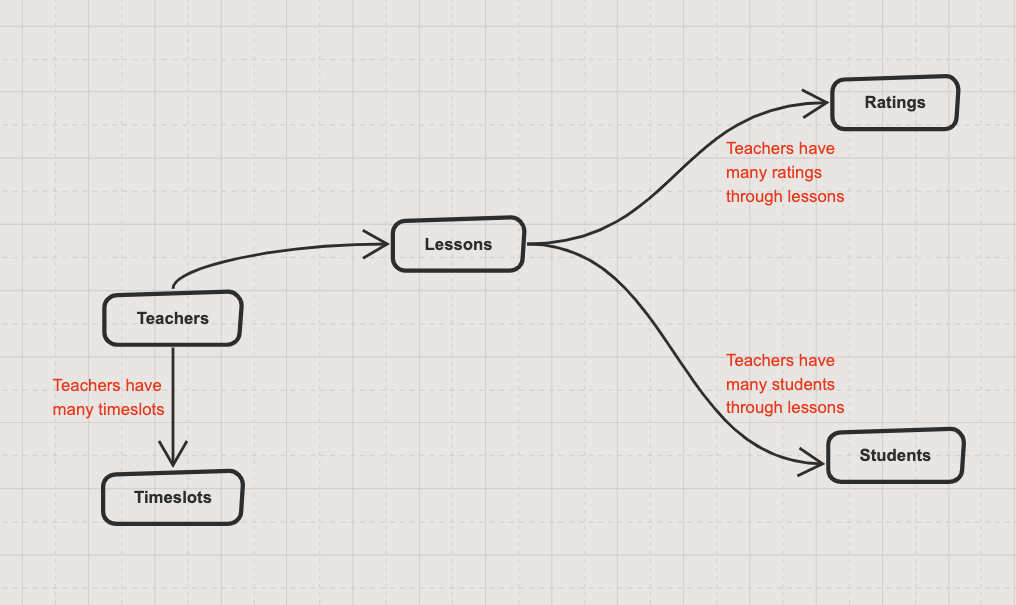 Ratings
Teachers have
many ratings
through lessons
Lessons
Teachers
Teachers have
many timeslots
Timeslots
Teachers have
many students
through lessons
Students